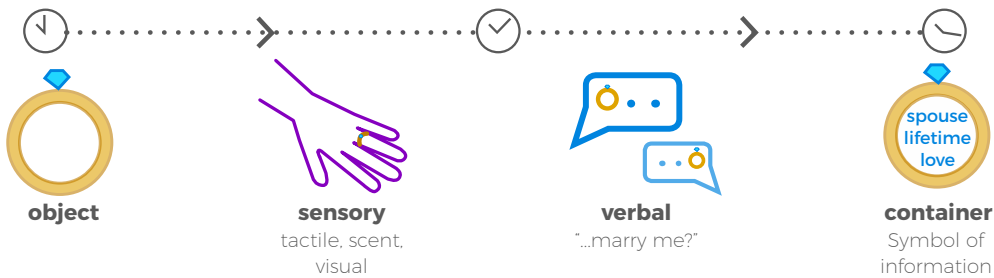 spouse
lifetime
love
object
sensory
verbal
container
tactile, scent,
visual
"...marry me?"
Symbol of
information